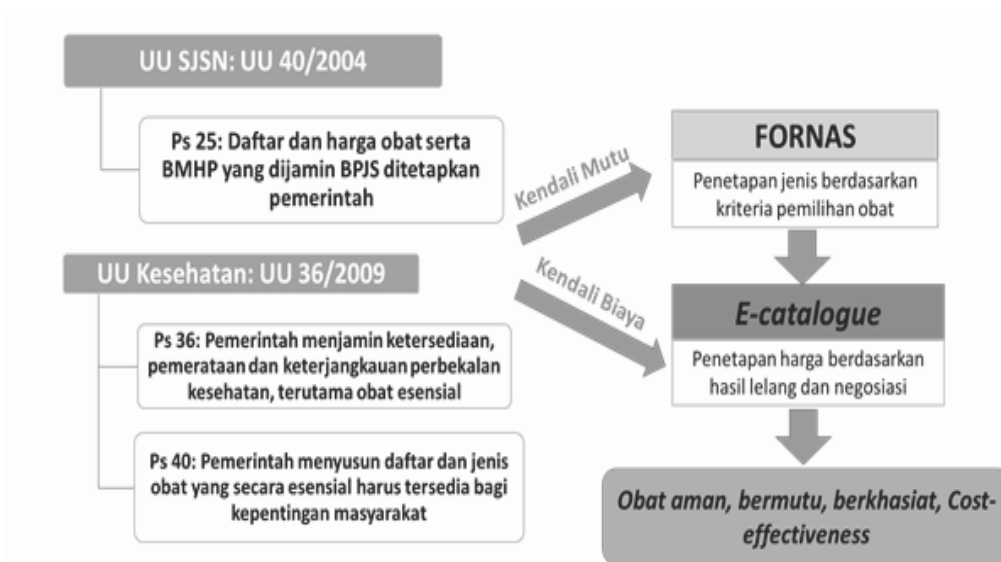 UU SJSN: UU 40/2004
Ps 25: Daftar dan harga obat serta
BMHP yang dijamin BPJS ditetapkan
pemerintah
UU Kesehatan: UU 36/2009
Ps 36: Pemerintah menjamin ketersediaan,
pemerataan dan keterjangkauan perbekalan
kesehatan, terutama obat esensial
Ps 40: Pemerintah menyusun daftar dan jenis
obat yang secara esensial harus tersedia bagi
kepentingan masyarakat
Kendali Mutu
Kendali Biaya
FORNAS
Penetapan jenis berdasarkan
kriteria pemilihan obat
E-catalogue
Penetapan harga berdasarkan
hasil lelang dan negosiasi
Obat aman, bermutu, berkhasiat, Cost-
effectiveness